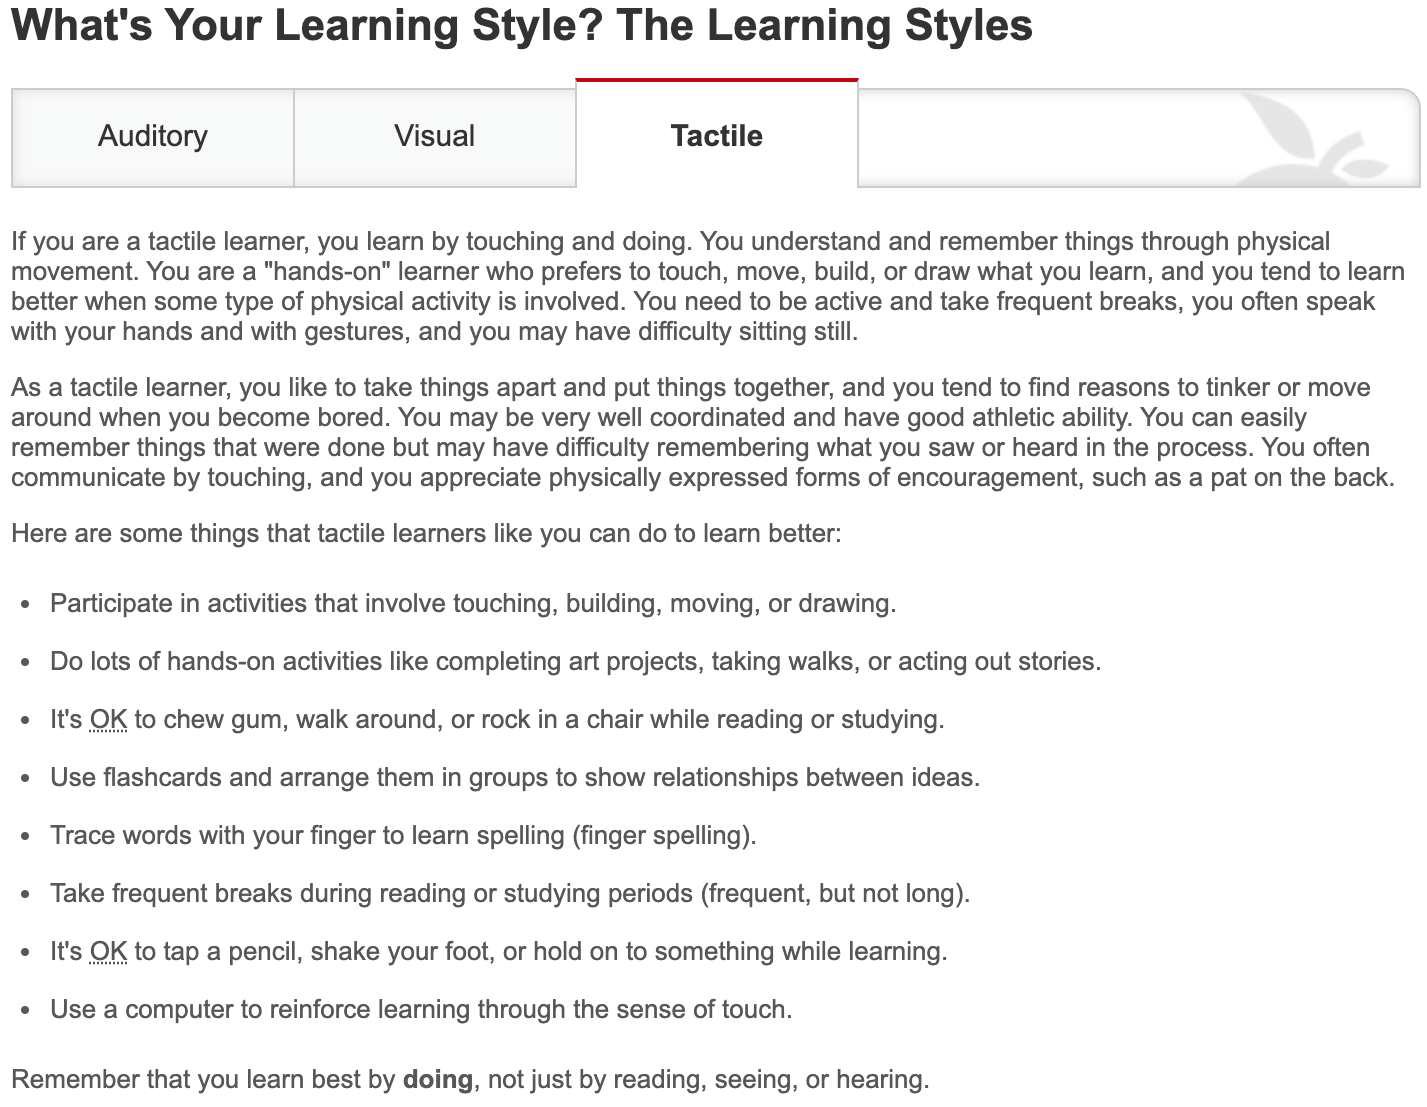 What's Your Learning Style? The Learning Styles
Auditory
Visual
Tactile
If you are a tactile learner, you learn by touching and doing. You understand and remember things through physical
movement. You are a "hands-on" learner who prefers to touch, move, build, or draw what you learn, and you tend to learn
better when some type of physical activity is involved. You need to be active and take frequent breaks, you often speak
with your hands and with gestures, and you may have difficulty sitting still.
As a tactile learner, you like to take things apart and put things together, and you tend to find reasons to tinker or move
around when you become bored. You may be very well coordinated and have good athletic ability. You can easily
remember things that were done but may have difficulty remembering what you saw or heard in the process. You often
communicate by touching, and you appreciate physically expressed forms of encouragement, such as a pat on the back.
Here are some things that tactile learners like you can do to learn better:
• Participate in activities that involve touching, building, moving, or drawing.
• Do lots of hands-on activities like completing art projects, taking walks, or acting out stories.
• It's OK to chew gum, walk around, or rock in a chair while reading or studying.
• Use flashcards and arrange them in groups to show relationships between ideas.
• Trace words with your finger to learn spelling (finger spelling).
• Take frequent breaks during reading or studying periods (frequent, but not long).
• It's OK to tap a pencil, shake your foot, or hold on to something while learning.
• Use a computer to reinforce learning through the sense of touch.
Remember that you learn best by doing, not just by reading, seeing, or hearing.